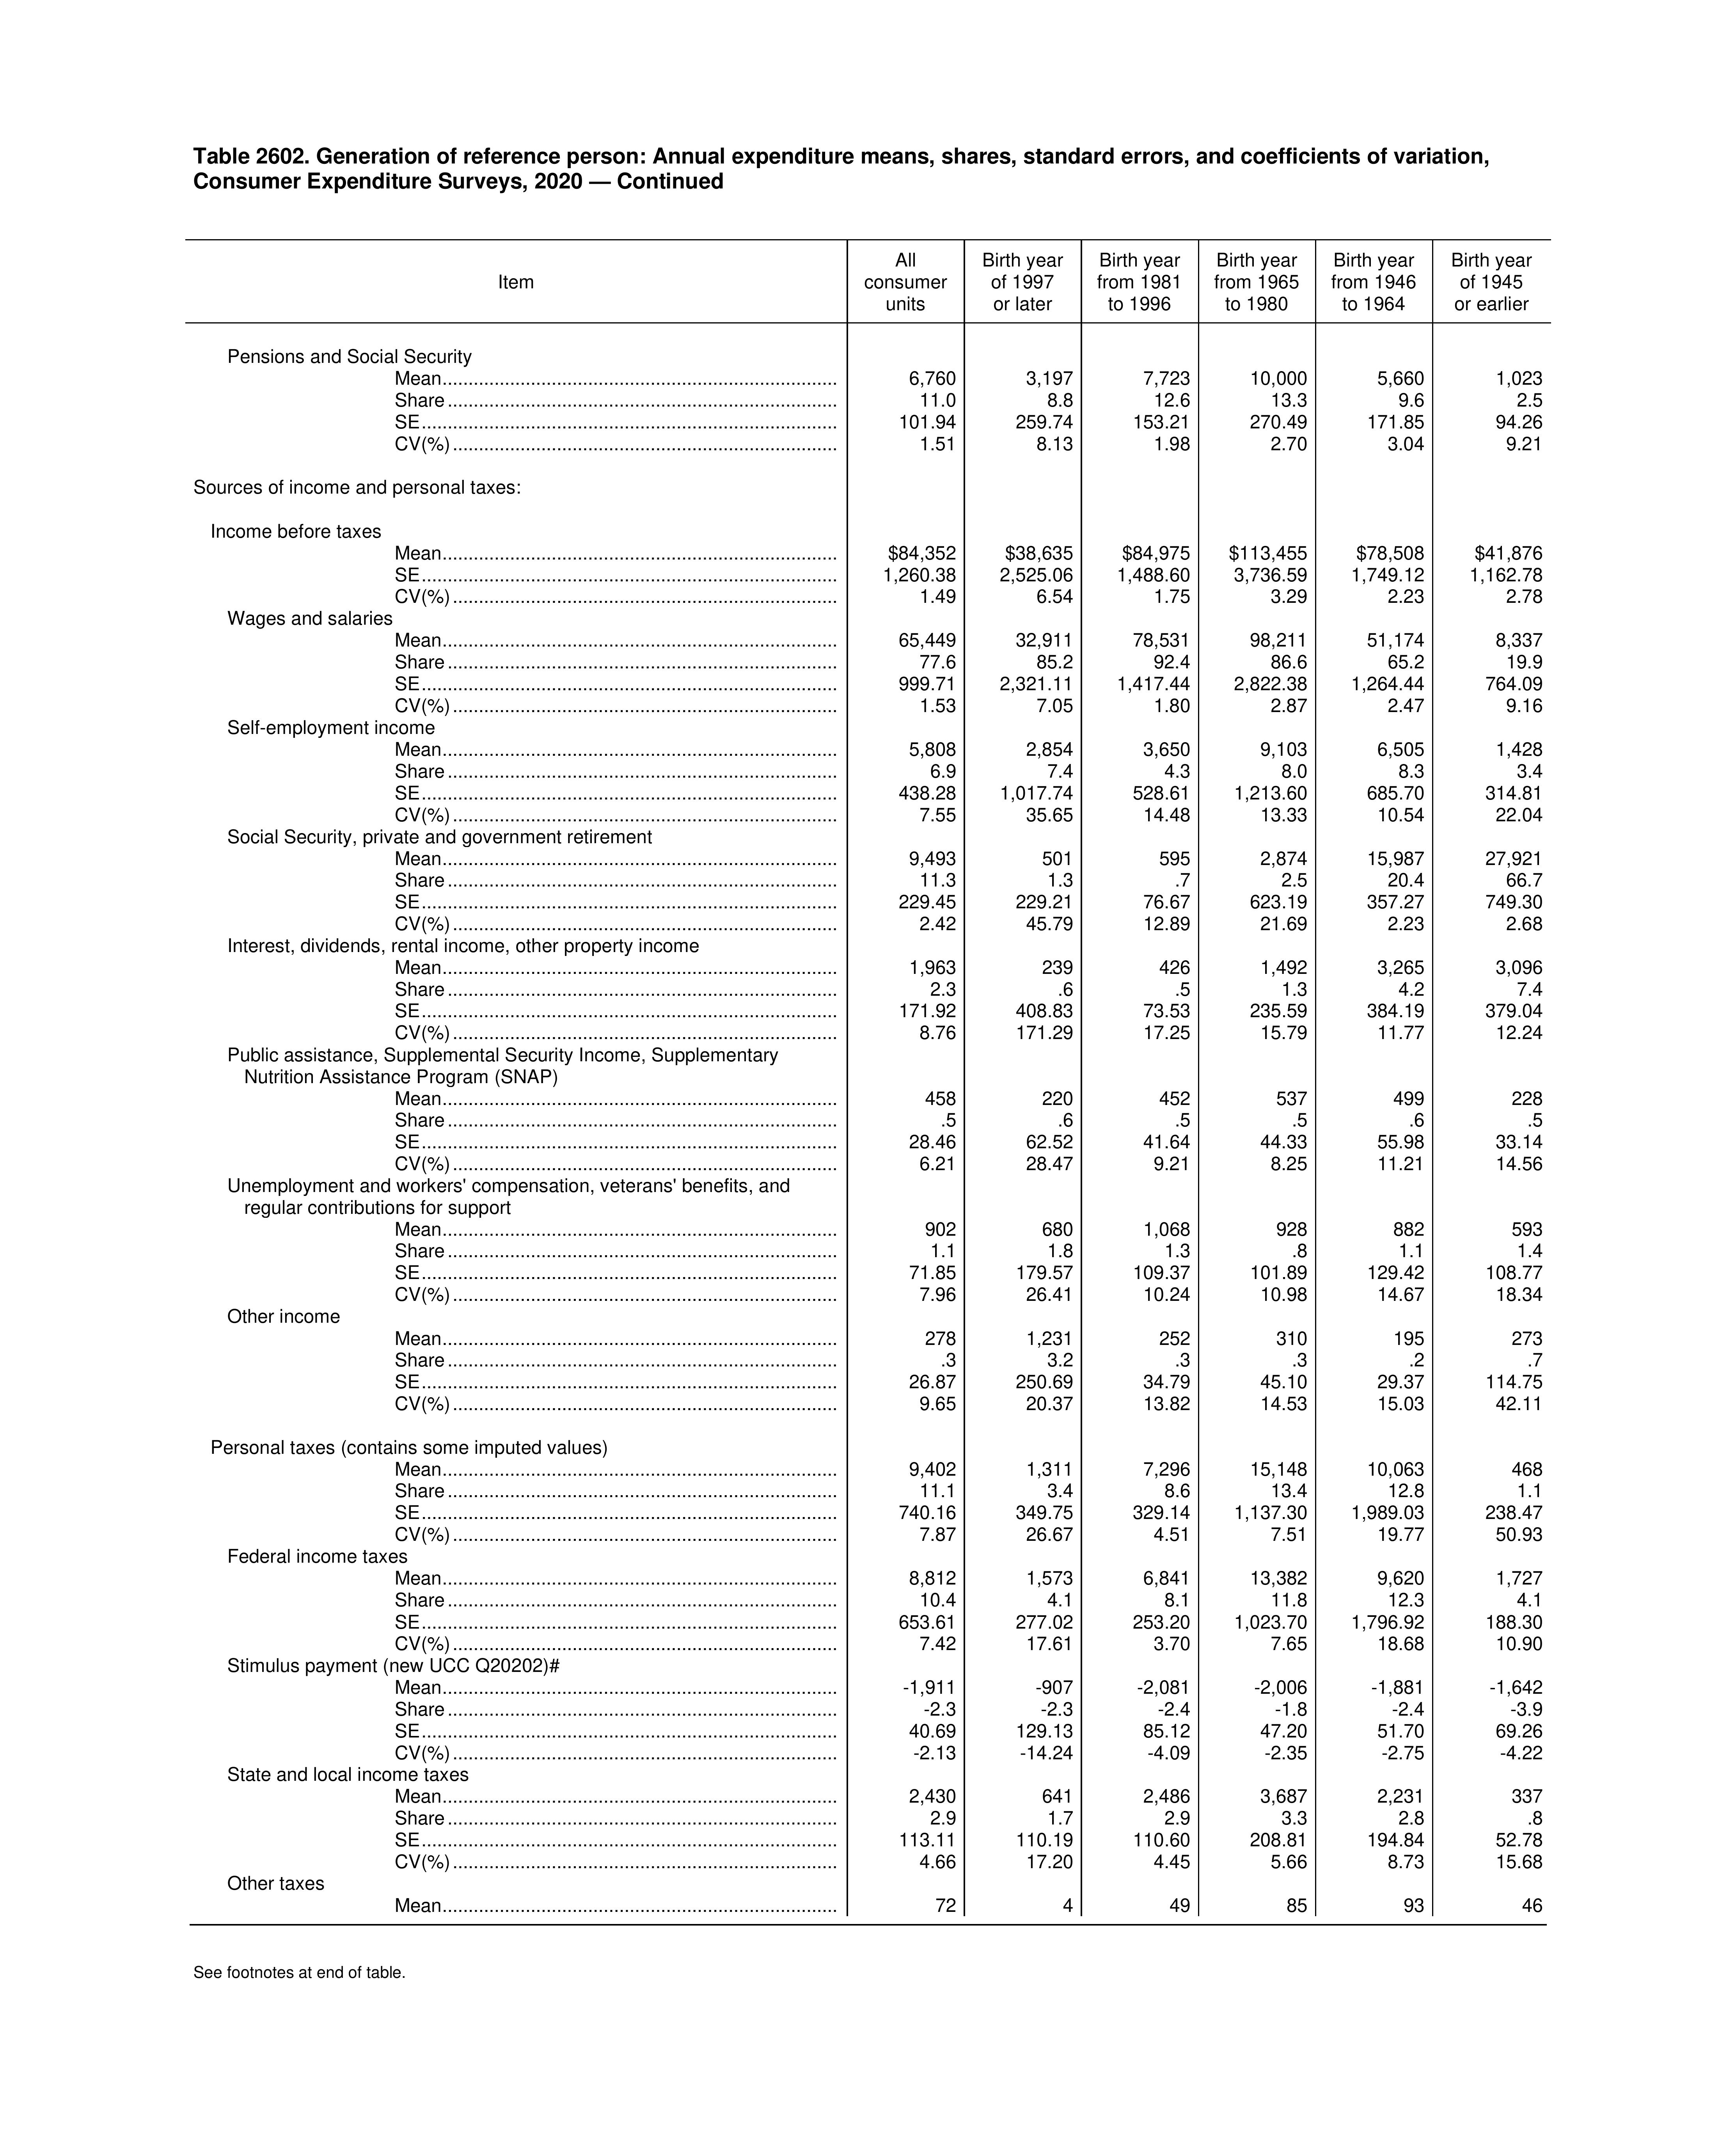 Table 2602. Generation of reference person: Annual expenditure means, shares, standard errors, and coefficients of variation,
Consumer Expenditure Surveys, 2020 — Continued
Item | All consumer units | Birth year of 1997 or later | Birth year from 1981 to 1996 | Birth year from 1965 to 1980 | Birth year from 1946 to 1964 | Birth year of 1945 or earlier
Pensions and Social Security
Mean 6,760 3,197 7,723 10,000 5,660 1,023
Share 11.0 8.8 12.6 13.3 9.6 2.5
SE 101.94 259.74 153.21 270.49 171.85 94.26
CV(%) 1.51 8.13 1.98 2.70 3.04 9.21
Sources of income and personal taxes:
Income before taxes
Mean $84,352 $38,635 $84,975 $113,455 $78,508 $41,876
SE 1,260.38 2,525.06 1,488.60 3,736.59 1,749.12 1,162.78
CV(%) 1.49 6.54 1.75 3.29 2.23 2.78
Wages and salaries
Mean 65,449 32,911 78,531 98,211 51,174 8,337
Share 77.6 85.2 92.4 86.6 65.2 19.9
SE 999.71 2,321.11 1,417.44 2,822.38 1,264.44 764.09
CV(%) 1.53 7.05 1.80 2.87 2.47 9.16
Self-employment income
Mean 5,808 2,854 3,650 9,103 6,505 1,428
Share 6.9 7.4 4.3 8.0 8.3 3.4
SE 438.28 1,017.74 528.61 1,213.60 685.70 314.81
CV(%) 7.55 35.65 14.48 13.33 10.54 22.04
Social Security, private and government retirement
Mean 9,493 501 595 2,874 15,987 27,921
Share 11.3 1.3 .7 2.5 20.4 66.7
SE 229.45 229.21 76.67 623.19 357.27 749.30
CV(%) 2.42 45.79 12.89 21.69 2.23 2.68
Interest, dividends, rental income, other property income
Mean 1,963 239 426 1,492 3,265 3,096
Share 2.3 .6 .5 1.3 4.2 7.4
SE 171.92 408.83 73.53 235.59 384.19 379.04
CV(%) 8.76 171.29 17.25 15.79 11.77 12.24
Public assistance, Supplemental Security Income, Supplementary
Nutrition Assistance Program (SNAP)
Mean 458 220 452 537 499 228
Share .5 .6 .5 .5 .6 .5
SE 28.46 62.52 41.64 44.33 55.98 33.14
CV(%) 6.21 28.47 9.21 8.25 11.21 14.56
Unemployment and workers' compensation, veterans' benefits, and
regular contributions for support
Mean 902 680 1,068 928 882 593
Share 1.1 1.8 1.3 .8 1.1 1.4
SE 71.85 179.57 109.37 101.89 129.42 108.77
CV(%) 7.96 26.41 10.24 10.98 14.67 18.34
Other income
Mean 278 1,231 252 310 195 273
Share .3 3.2 .3 .3 .2 .7
SE 26.87 250.69 34.79 45.10 29.37 114.75
CV(%) 9.65 20.37 13.82 14.53 15.03 42.11
Personal taxes (contains some imputed values)
Mean 9,402 1,311 7,296 15,148 10,063 468
Share 11.1 3.4 8.6 13.4 12.8 1.1
SE 740.16 349.75 329.14 1,137.30 1,989.03 238.47
CV(%) 7.87 26.67 4.51 7.51 19.77 50.93
Federal income taxes
Mean 8,812 1,573 6,841 13,382 9,620 1,727
Share 10.4 4.1 8.1 11.8 12.3 4.1
SE 653.61 277.02 253.20 1,023.70 1,796.92 188.30
CV(%) 7.42 17.61 3.70 7.65 18.68 10.90
Stimulus payment (new UCC Q20202)#
Mean -1,911 -907 -2,081 -2,006 -1,881 -1,642
Share -2.3 -2.3 -2.4 -1.8 -2.4 -3.9
SE 40.69 129.13 85.12 47.20 51.70 69.26
CV(%) -2.13 -14.24 -4.09 -2.35 -2.75 -4.22
State and local income taxes
Mean 2,430 641 2,486 3,687 2,231 337
Share 2.9 1.7 2.9 3.3 2.8 .8
SE 113.11 110.19 110.60 208.81 194.84 52.78
CV(%) 4.66 17.20 4.45 5.66 8.73 15.68
Other taxes
Mean 72 4 49 85 93 46
See footnotes at end of table.